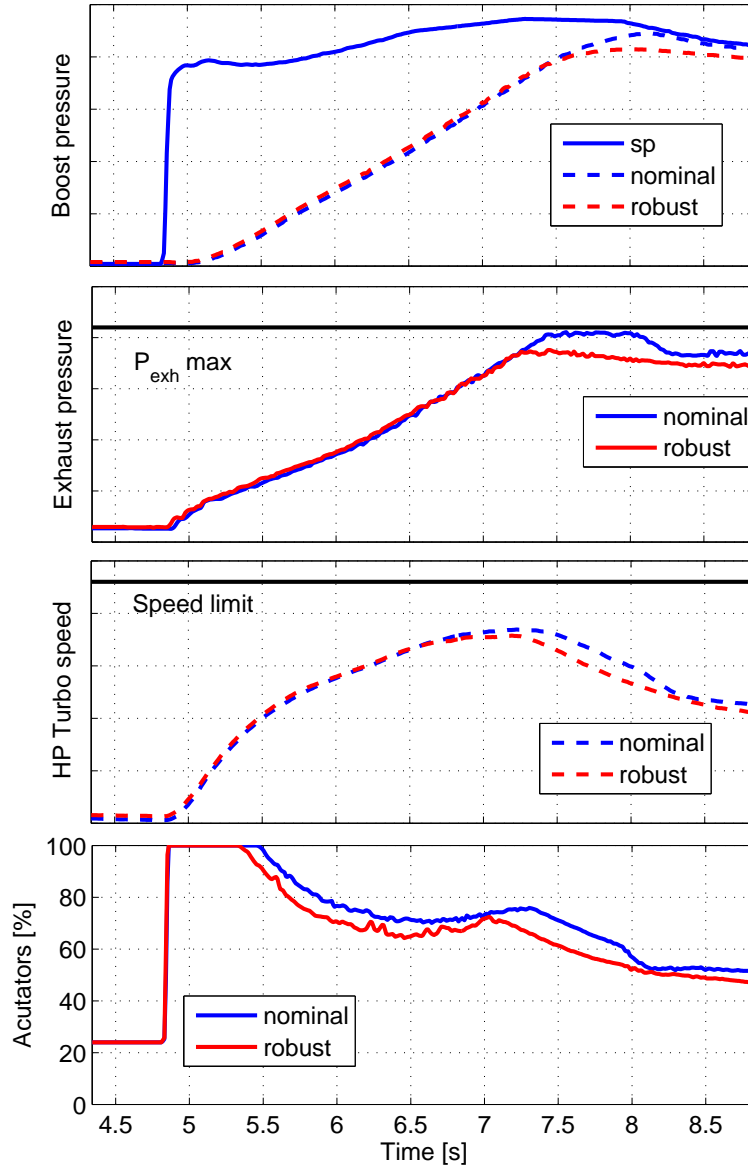 Boost pressure
sp
nominal
robust
Exhaust pressure
P_exh max
nominal
robust
HP Turbo speed
Speed limit
nominal
robust
Acutators [%]
100
80
60
40
20
0
nominal
robust
4.5 5 5.5 6 6.5 7 7.5 8 8.5
Time [s]